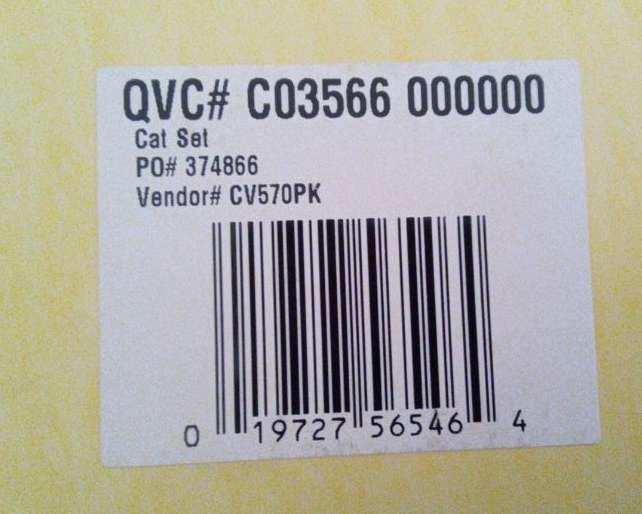 QVC# C03566 000000
Cat Set
PO# 374866
Vendor# CV570PK
0 19727 56546 4